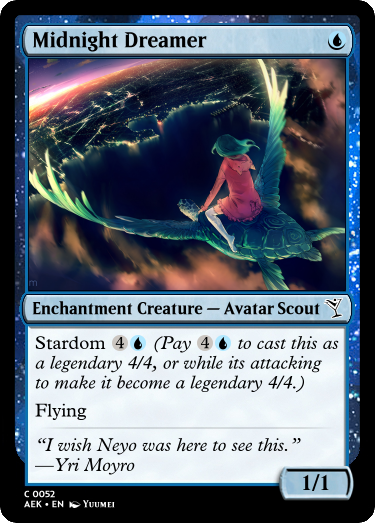 Midnight Dreamer
Enchantment Creature — Avatar Scout
Stardom 4 (Pay 4 to cast this as
a legendary 4/4, or while its attacking
to make it become a legendary 4/4.)
Flying
“I wish Neyo was here to see this.”
—Yri Moyro
1/1
C 0052
AEK • EN Yuumei